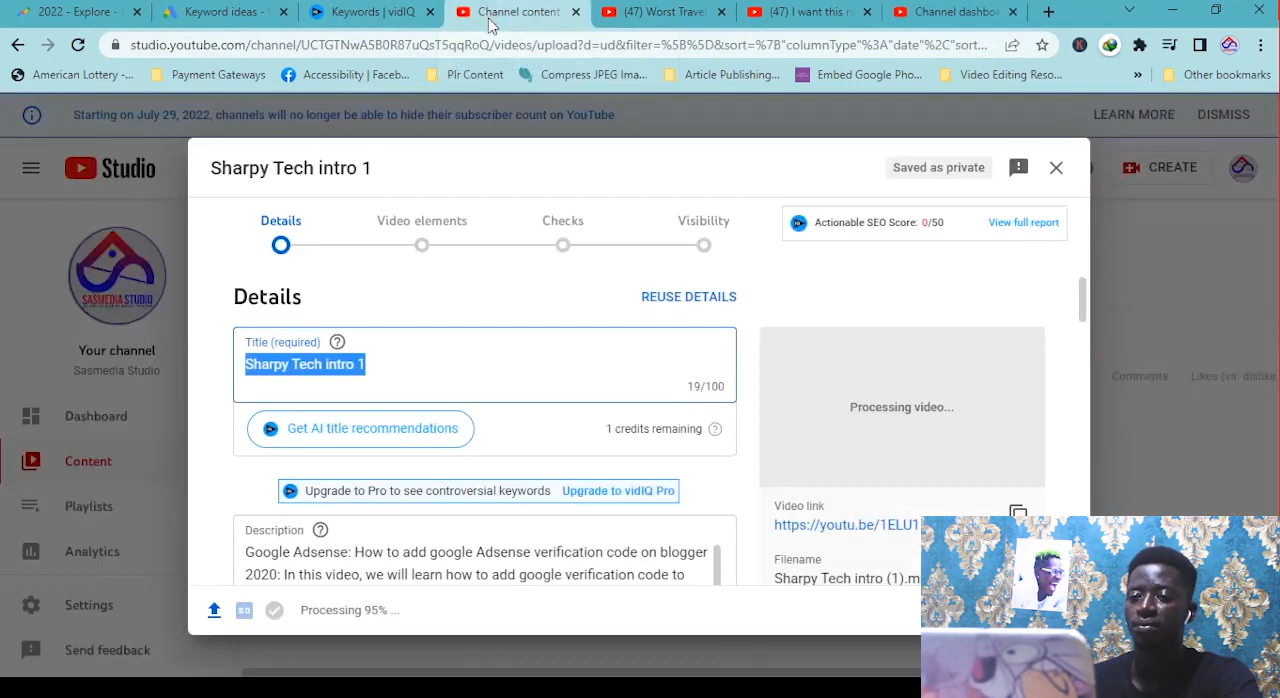 2022 - Explore -
Keyword ideas -
Keywords | vidIQ
Channel content
(47) Worst Travel
(47) I want this
Channel dashboa
studio.youtube.com/channel/UCTGTNwA5B0R87uQsT5qqRoQ/videos/upload?d=ud&filter=%5B%5D&sort=%7B"columnType"%3A"date"%2C"sort...
American Lottery -...
Payment Gateways
Accessibility | Faceb...
Plr Content
Compress JPEG Ima...
Article Publishing...
Embed Google Pho...
Video Editing Reso...
»
Other bookmarks
Starting on July 29, 2022, channels will no longer be able to hide their subscriber count on YouTube
LEARN MORE
DISMISS
Studio
CREATE
Sharpy Tech intro 1
Saved as private
Details
Video elements
Checks
Visibility
Actionable SEO Score: 0/50
View full report
Details
REUSE DETAILS
Title (required)
Sharpy Tech intro 1
19/100
Get AI title recommendations
1 credits remaining
Upgrade to Pro to see controversial keywords
Upgrade to vidIQ Pro
Description
Google Adsense: How to add google Adsense verification code on blogger
2020: In this video, we will learn how to add google verification code to
Processing video...
Video link
https://youtu.be/1ELU1
Filename
Sharpy Tech intro (1).m
SD
Processing 95% ...
SASMEDIA STUDIO
Your channel
Sasmedia Studio
Dashboard
Content
Playlists
Analytics
Settings
Send feedback
Comments
Likes (vs. dislike